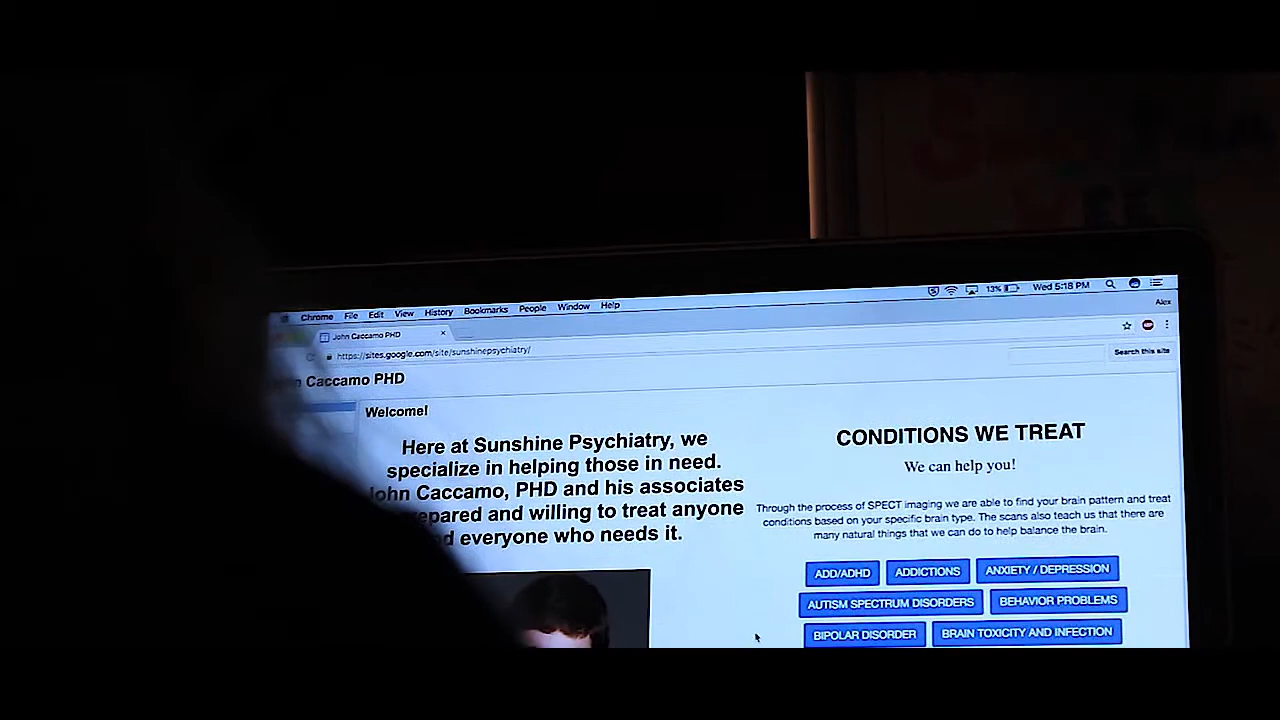 Chrome File Edit View History Bookmarks People Window Help 13% Wed 5:18 PM
Alex
John Caccamo PHD
https://sites.google.com/site/sunshinepsychiatry/
Search this site
Caccamo PHD
Welcome!
Here at Sunshine Psychiatry, we
specialize in helping those in need.
John Caccamo, PHD and his associates
epared and willing to treat anyone
d everyone who needs it.
CONDITIONS WE TREAT
We can help you!
Through the process of SPECT imaging we are able to find your brain pattern and treat
conditions based on your specific brain type. The scans also teach us that there are
many natural things that we can do to help balance the brain.
ADD/ADHD ADDICTIONS ANXIETY / DEPRESSION
AUTISM SPECTRUM DISORDERS BEHAVIOR PROBLEMS
BIPOLAR DISORDER BRAIN TOXICITY AND INFECTION